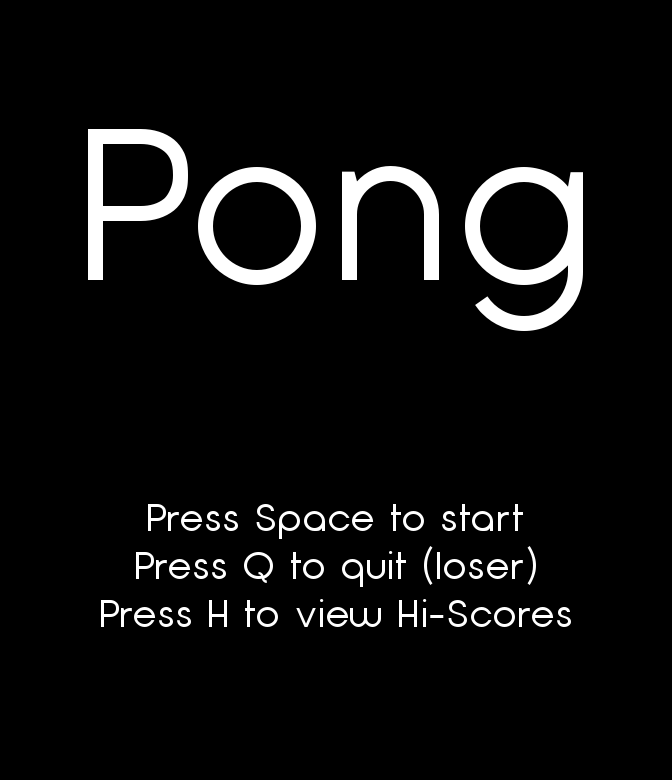 Pong
Press Space to start
Press Q to quit (loser)
Press H to view Hi-Scores